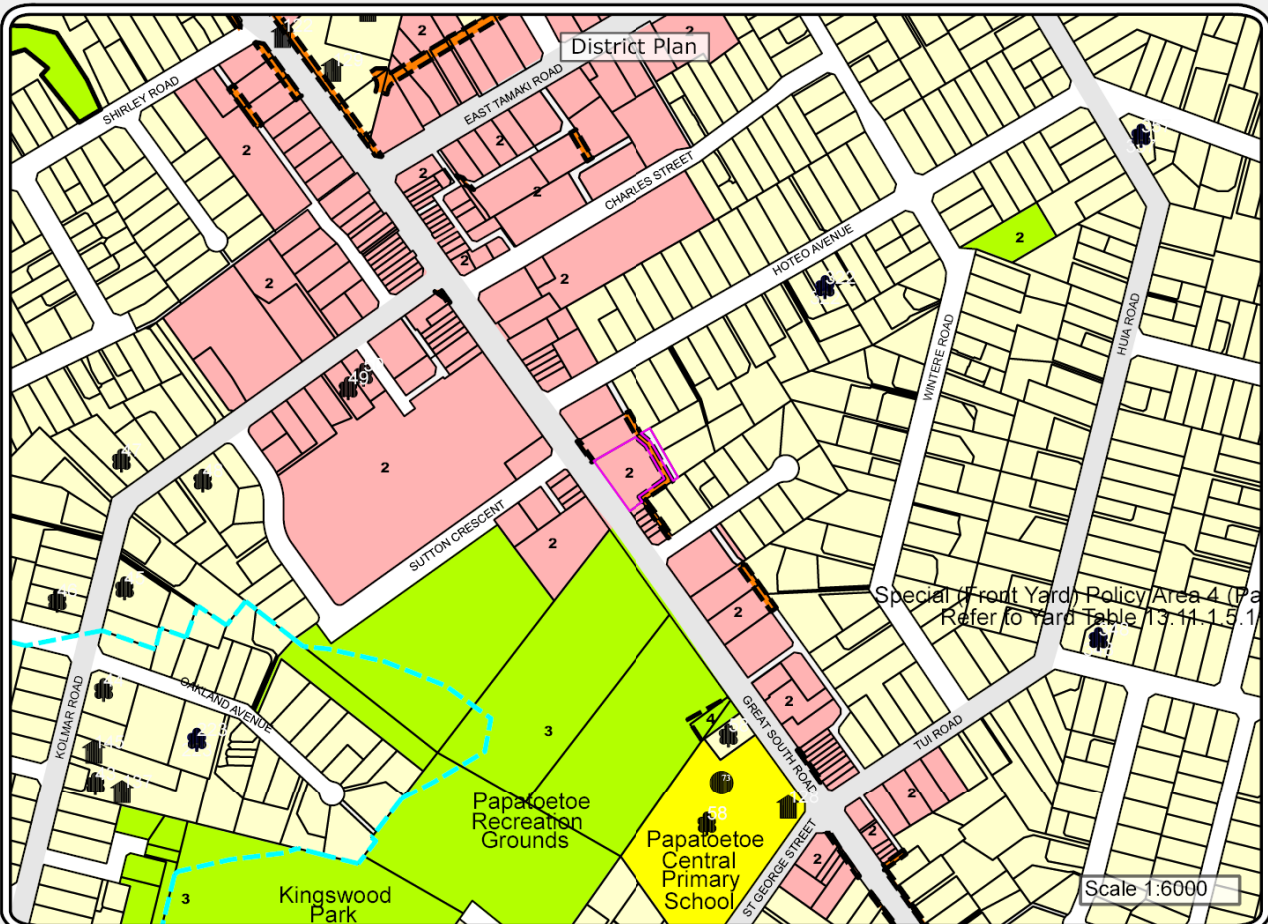 District Plan
SHIRLEY ROAD
EAST TAMAKI ROAD
CHARLES STREET
HOTEO AVENUE
WINTERE ROAD
HUIA ROAD
2
2
2
2
2
2
2
2
2
2
49
2
2
SUTTON CRESCENT
2
Special (Front Yard) Policy Area 4 (Pa
Refer to Yard Table 13.11.1.5.1
2
KOLMAR ROAD
OAKLAND AVENUE
GREAT SOUTH ROAD
TUI ROAD
2
4
3
73
58
2
2
2
Papatoetoe
Recreation
Grounds
Papatoetoe
Central
Primary
School
ST GEORGE STREET
Kingswood
Park
3
Scale 1:6000